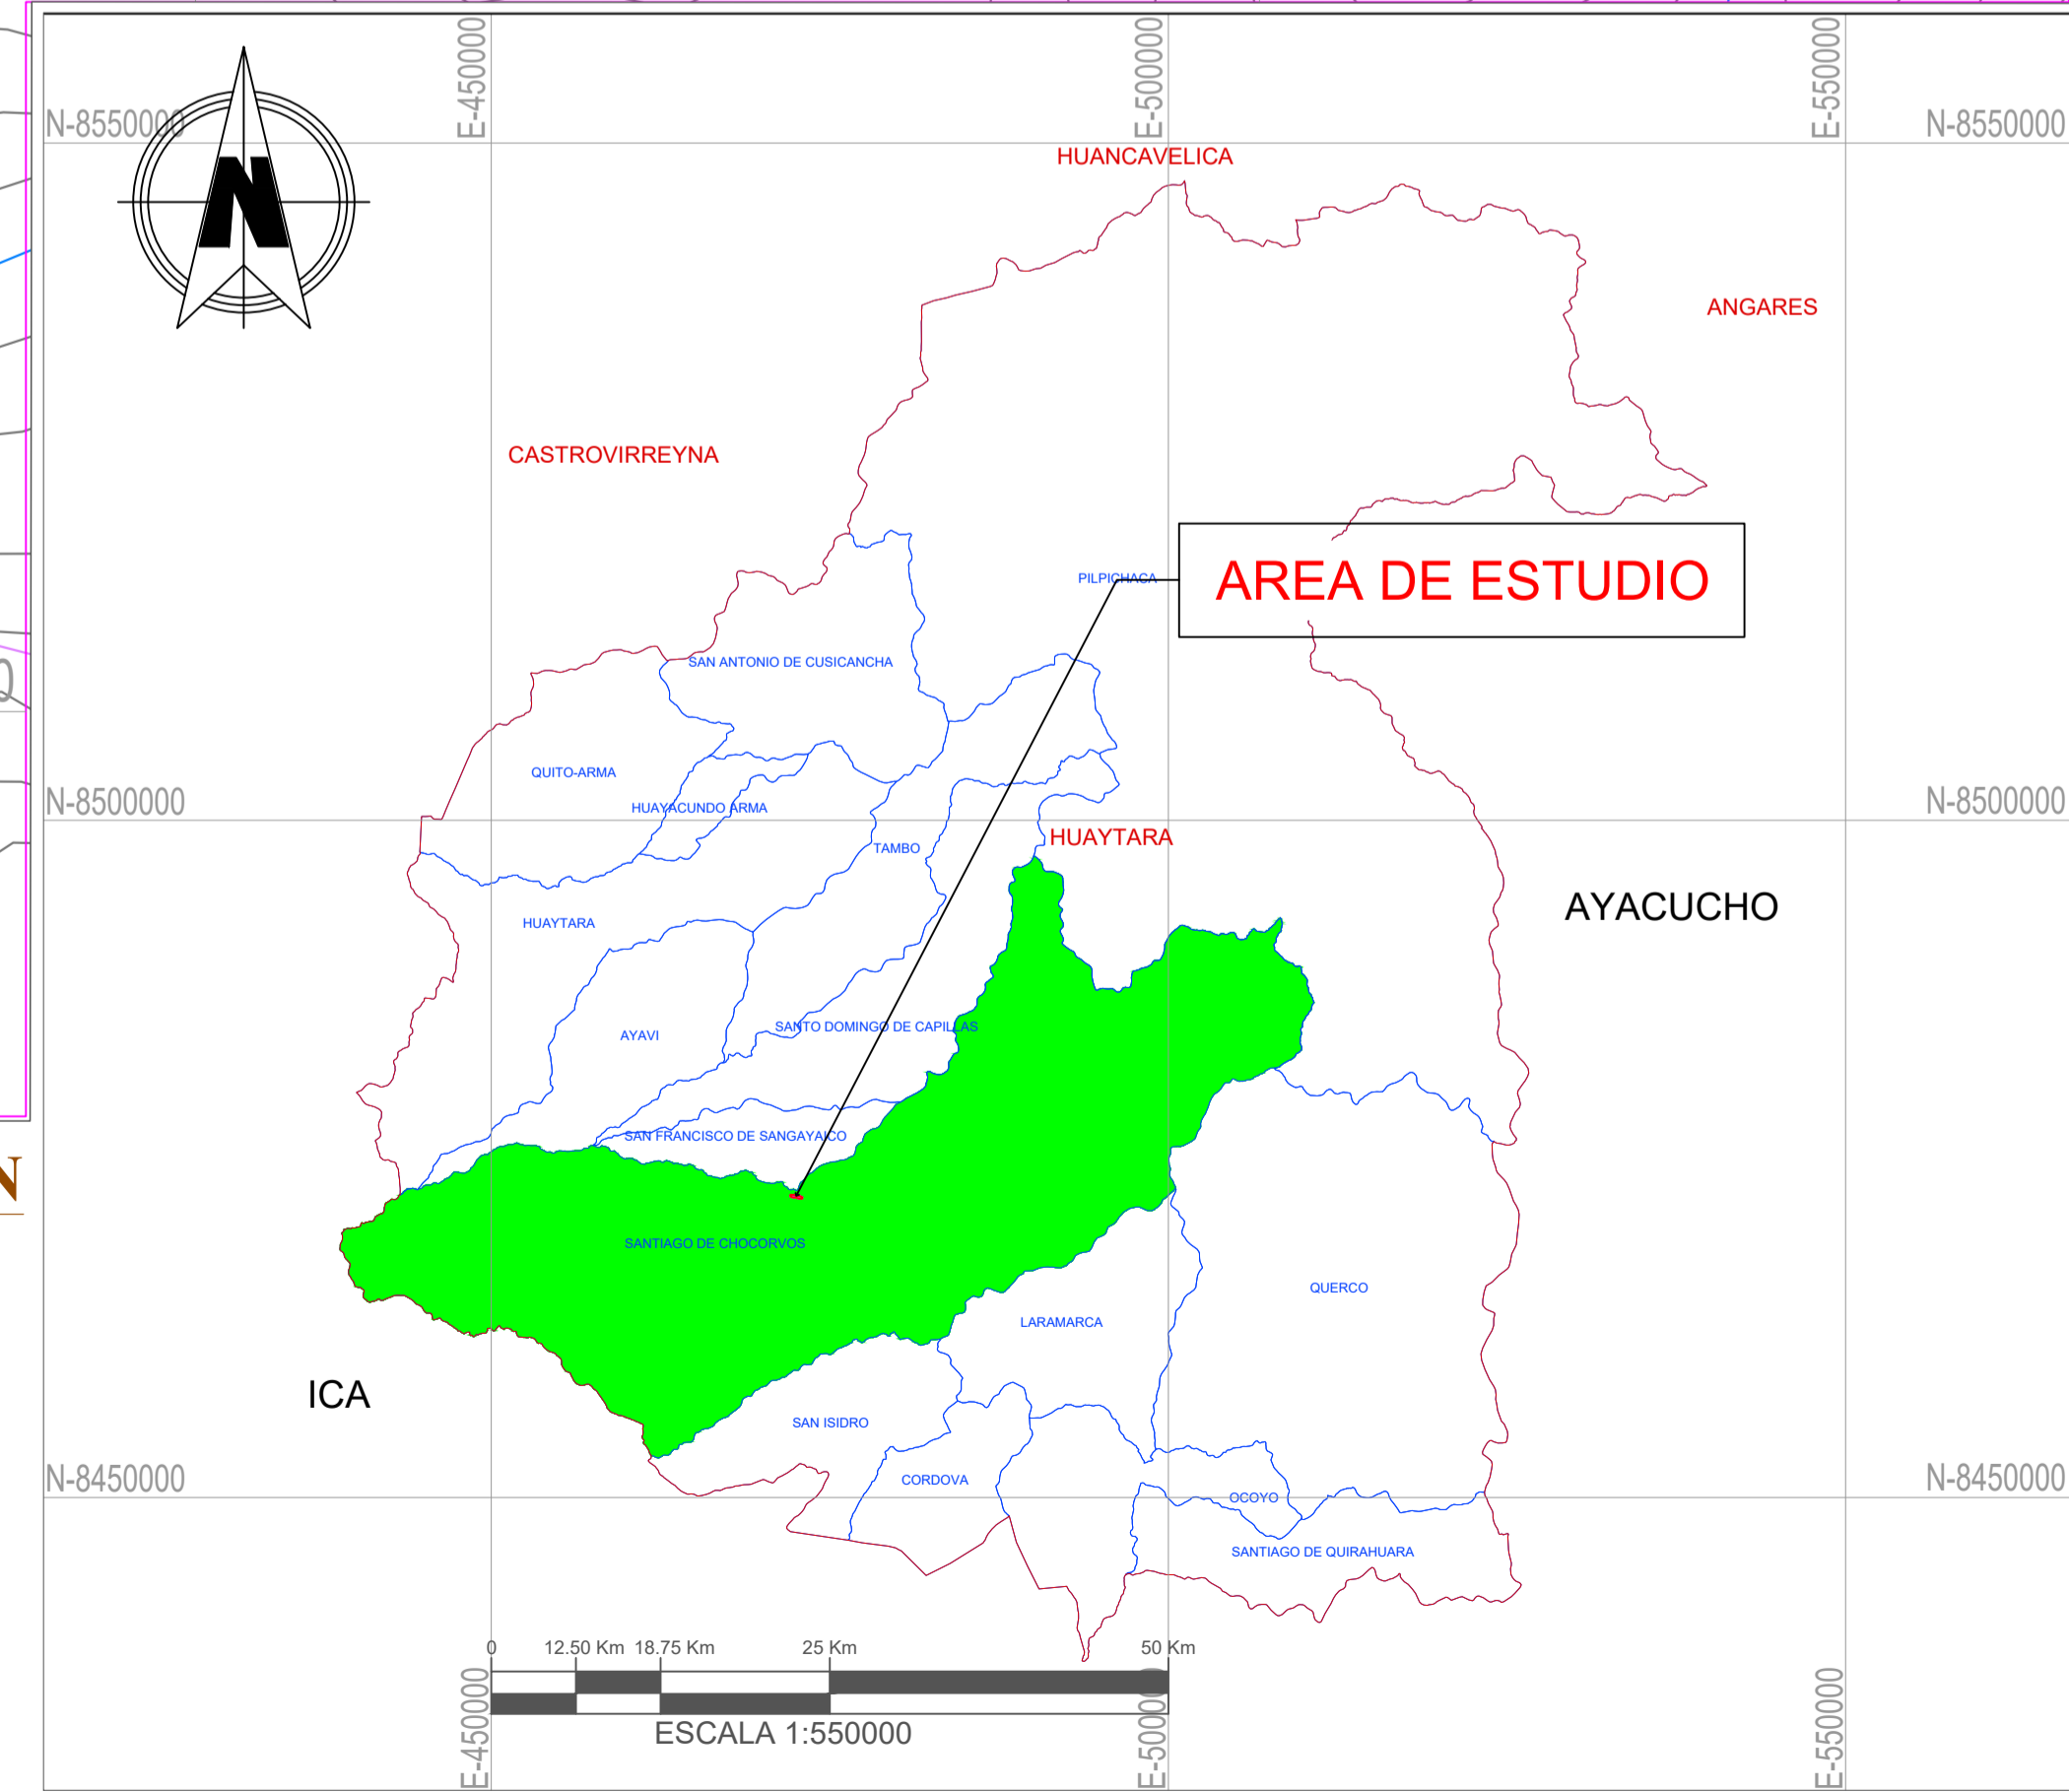 E-450000
E-500000
E-550000
N-8550000
N-8550000
N
HUANCAVELICA
ANGARES
CASTROVIRREYNA
PILPICHACA
AREA DE ESTUDIO
SAN ANTONIO DE CUSICANCHA
QUITO-ARMA
HUAYACUNDO ARMA
N-8500000
N-8500000
HUAYTARA
TAMBO
AYACUCHO
HUAYTARA
AYAVI
SANTO DOMINGO DE CAPILLAS
SAN FRANCISCO DE SANGAYAICO
N
SANTIAGO DE CHOCORVOS
QUERCO
LARAMARCA
ICA
SAN ISIDRO
CORDOVA
N-8450000
N-8450000
OCOYO
SANTIAGO DE QUIRAHUARA
0 12.50 Km 18.75 Km 25 Km 50 Km
ESCALA 1:550000
E-450000
E-500000
E-550000